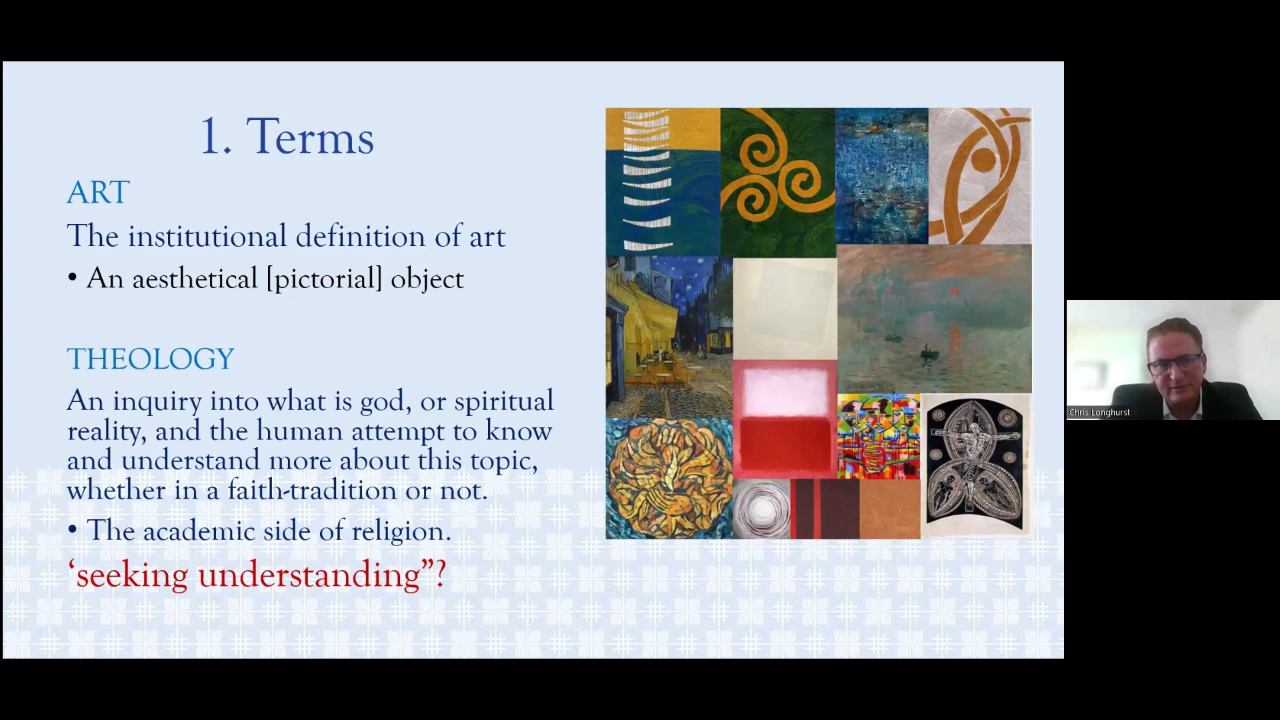 1. Terms
ART
The institutional definition of art
• An aesthetical [pictorial] object
THEOLOGY
An inquiry into what is god, or spiritual
reality, and the human attempt to know
and understand more about this topic,
whether in a faith-tradition or not.
• The academic side of religion.
‘seeking understanding”?
Chris Longhurst